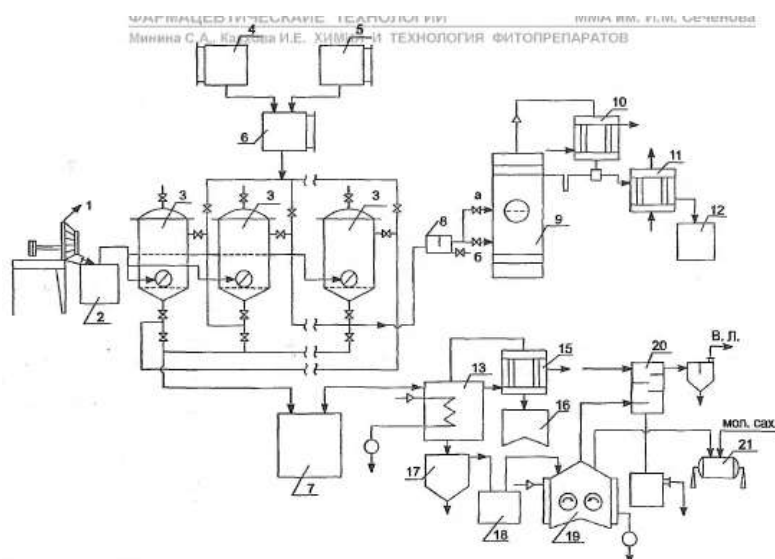 ФАРМАЦЕВТИЧЕСКАИЕ ТЕХНОЛОГИИ ММА им. И.М. Сеченова
Минина С.А., Каухова И.Е. ХИМИЯ И ТЕХНОЛОГИЯ ФИТОПРЕПАРАТОВ
4 5
6
10
11
1 3 3 3
а
8
9
12
б
2
В. Л.
20
13 15
мол. сах.
16
21
17
7
18 19